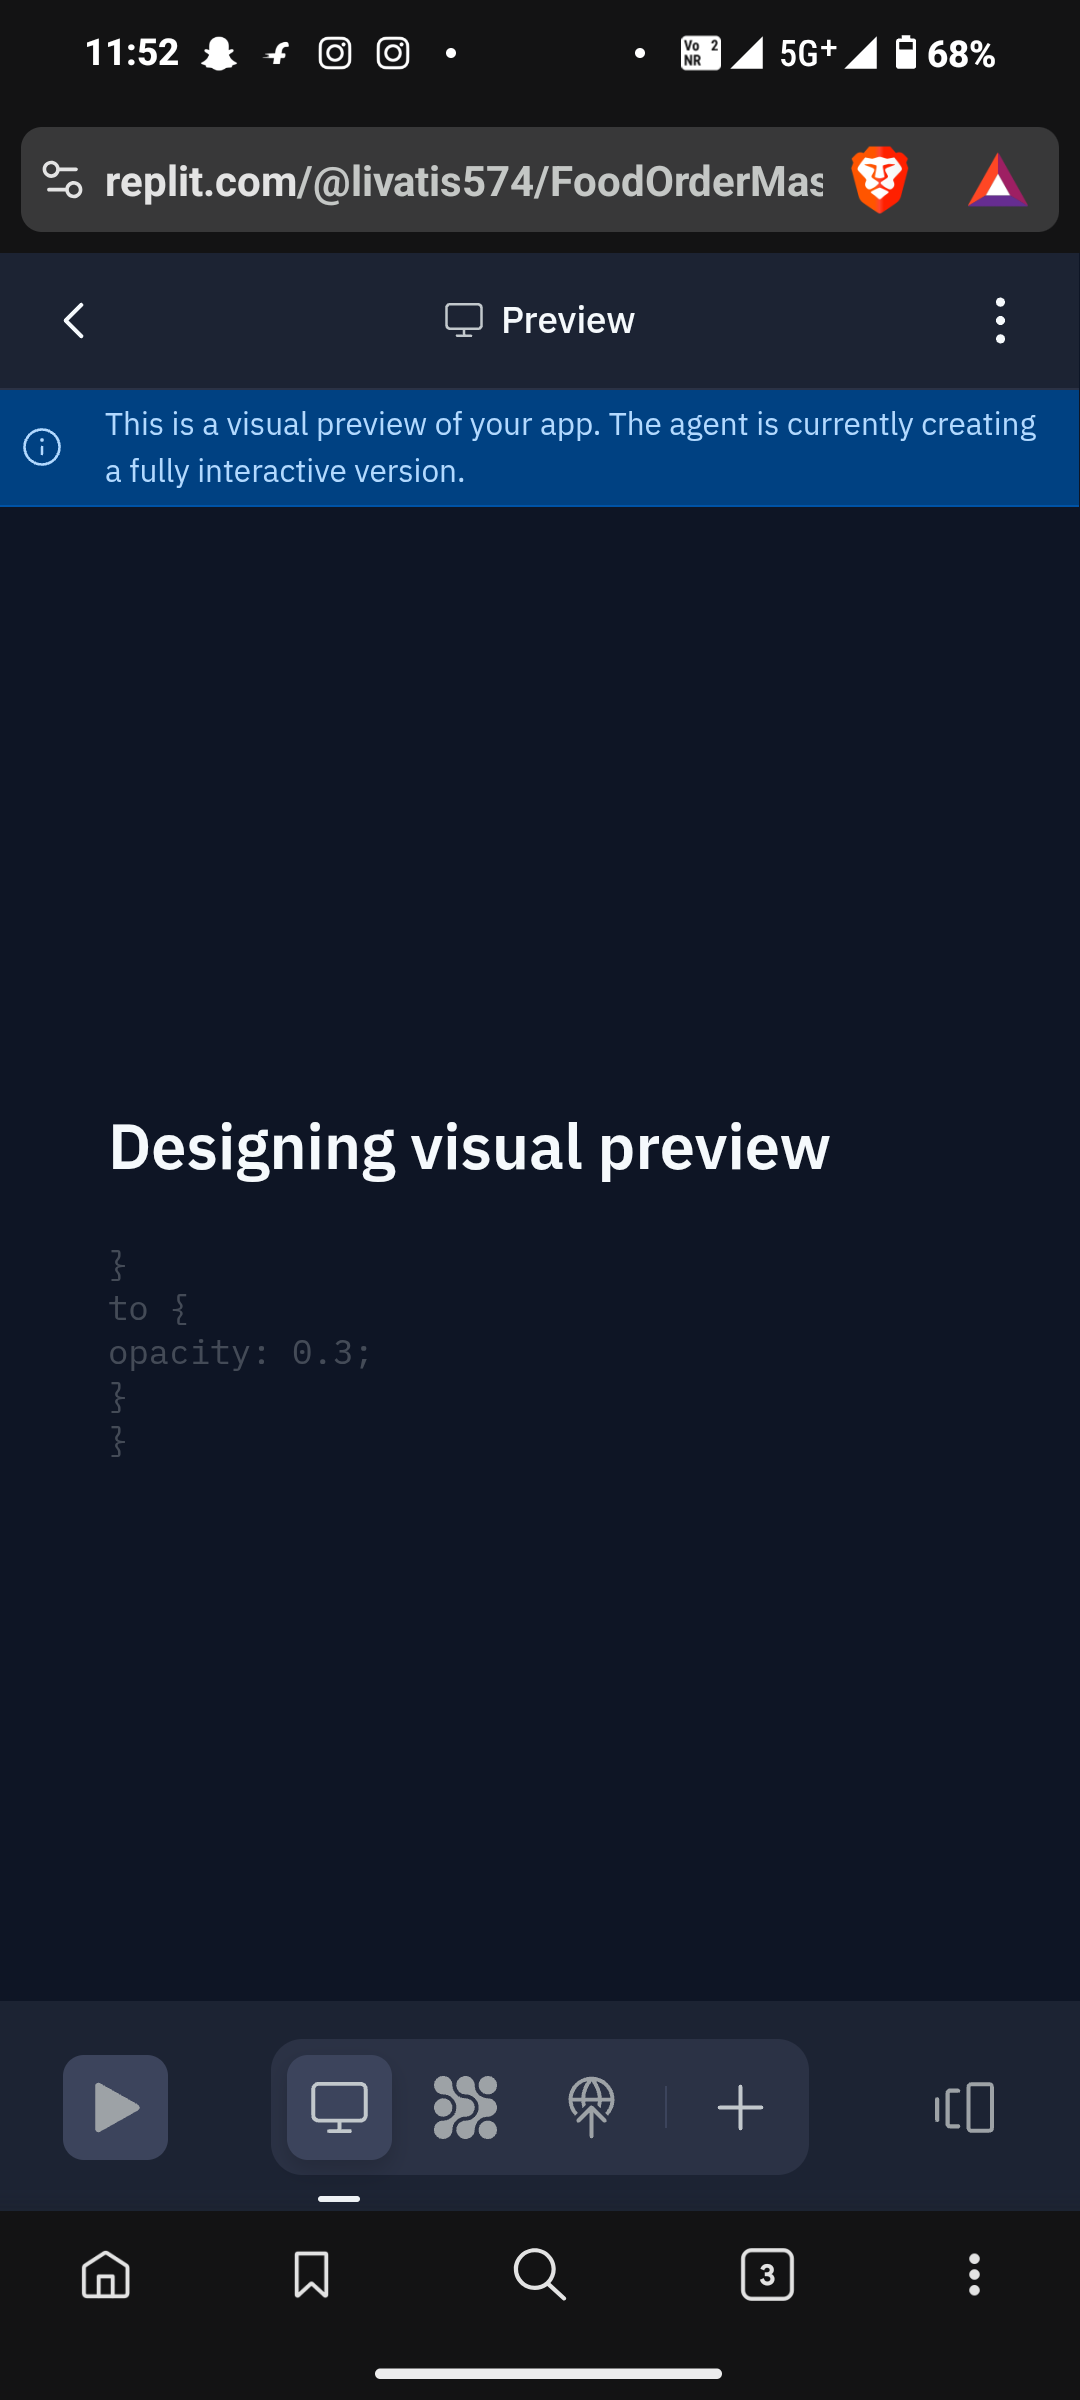 11:52
Vo 2
NR
5G+
68%
replit.com/@livatis574/FoodOrderMas
Preview
This is a visual preview of your app. The agent is currently creating
a fully interactive version.
Designing visual preview
}
to {
opacity: 0.3;
}
}
3